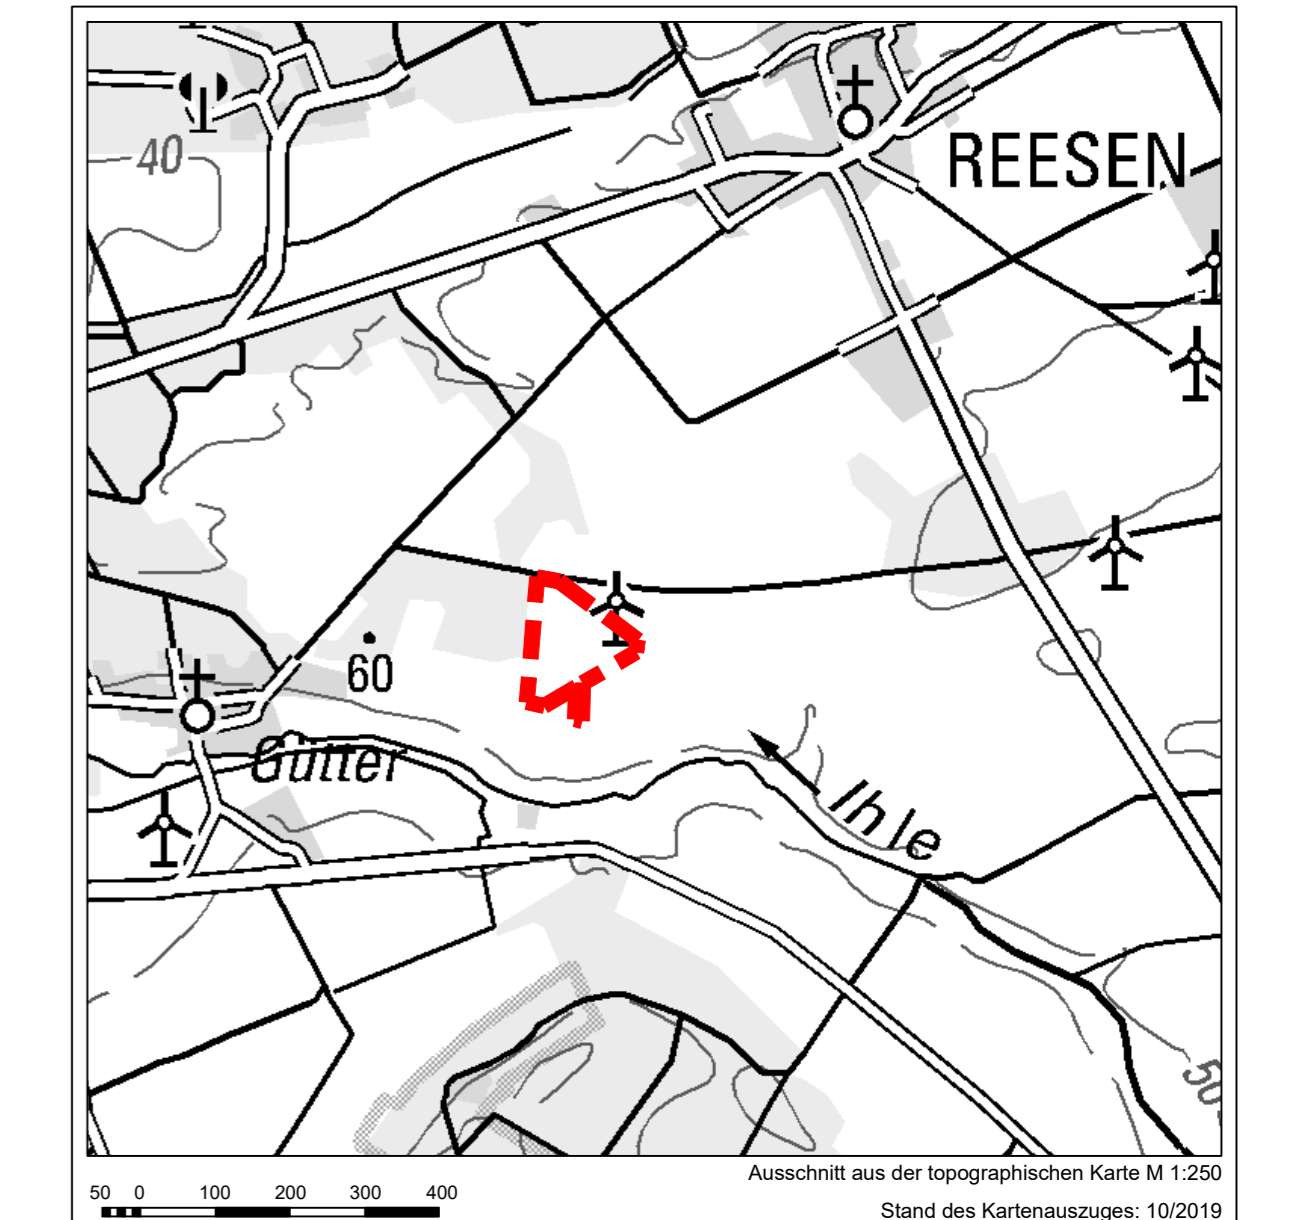 40
REESEN
60
Gütter
Ihle
50
Ausschnitt aus der topographischen Karte M 1:250
50 0 100 200 300 400
Stand des Kartenauszuges: 10/2019